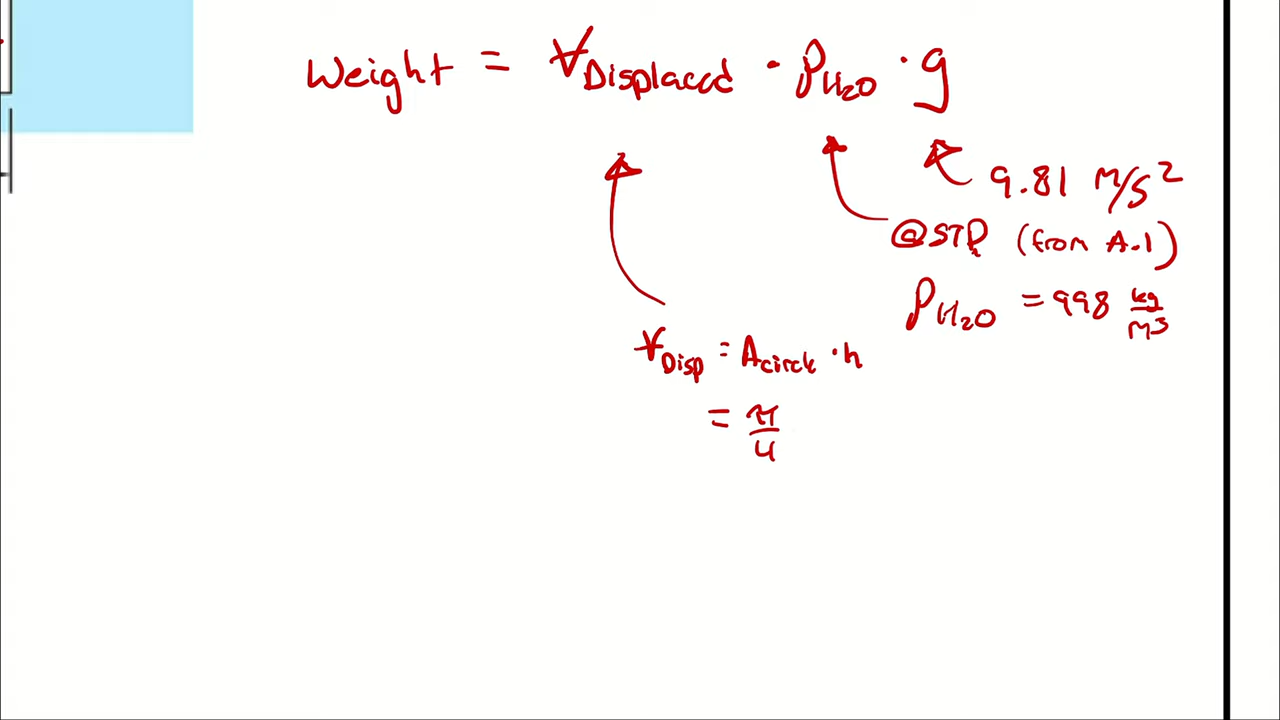 Weight = V̶Displaced · ρH₂O · g
9.81 m/s²
@STP (from A.1)
ρH₂O = 998 kg/m³
V̶Disp = Acircle · h
= π/4